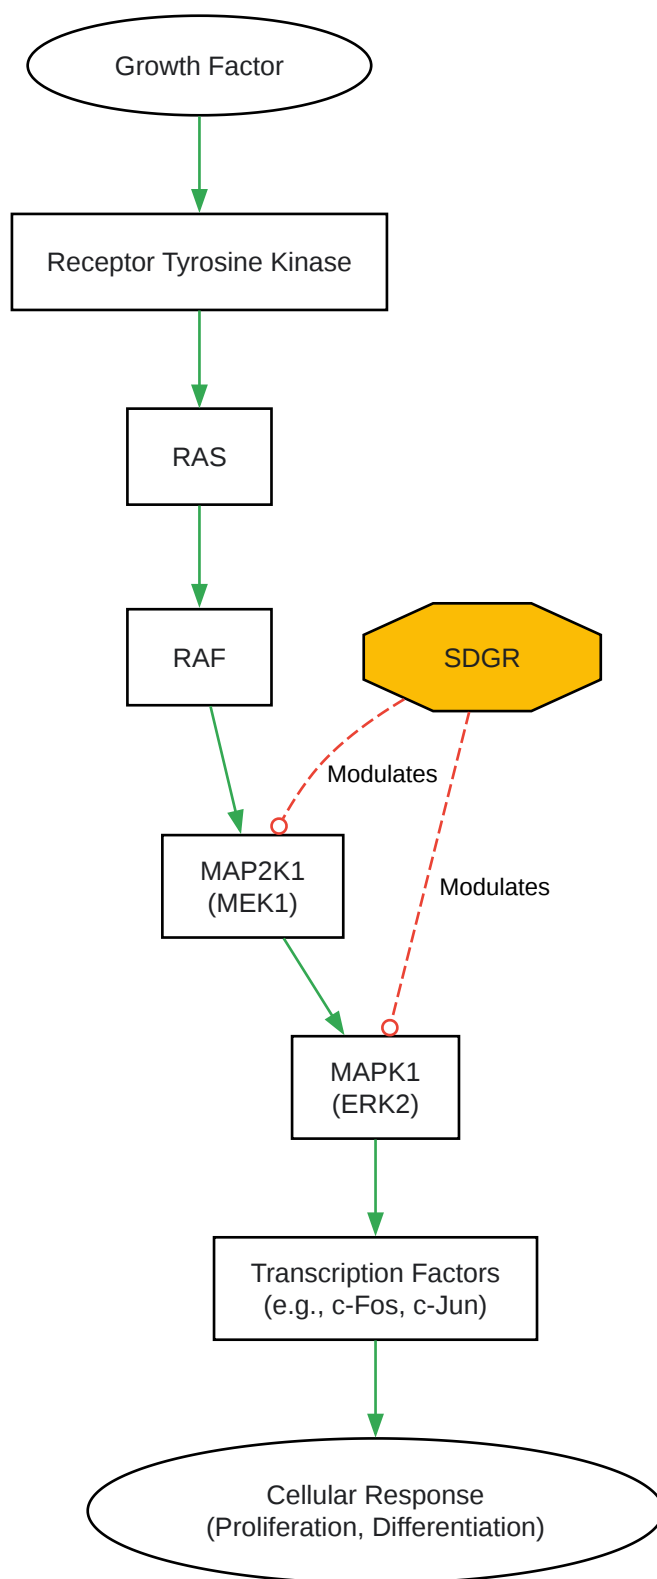 Growth Factor
Receptor Tyrosine Kinase
RAS
RAF
SDGR
Modulates
MAP2K1
(MEK1)
Modulates
MAPK1
(ERK2)
Transcription Factors
(e.g., c-Fos, c-Jun)
Cellular Response
(Proliferation, Differentiation)